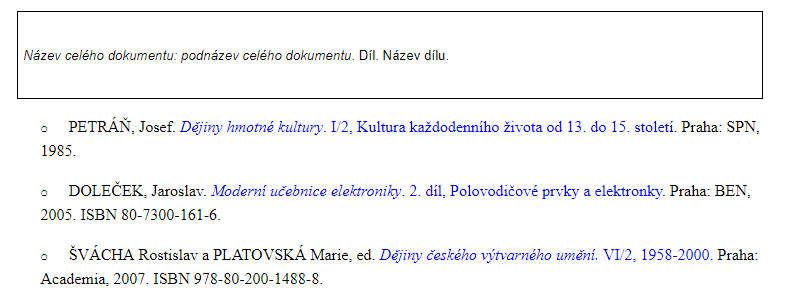 Název celého dokumentu: podnázev celého dokumentu. Díl. Název dílu.
o PETRÁŇ, Josef. Dějiny hmotné kultury. I/2, Kultura každodenního života od 13. do 15. století. Praha: SPN,
1985.
o DOLEČEK, Jaroslav. Moderní učebnice elektroniky. 2. díl, Polovodičové prvky a elektronky. Praha: BEN,
2005. ISBN 80-7300-161-6.
o ŠVÁCHA Rostislav a PLATOVSKÁ Marie, ed. Dějiny českého výtvarného umění. VI/2, 1958-2000. Praha:
Academia, 2007. ISBN 978-80-200-1488-8.